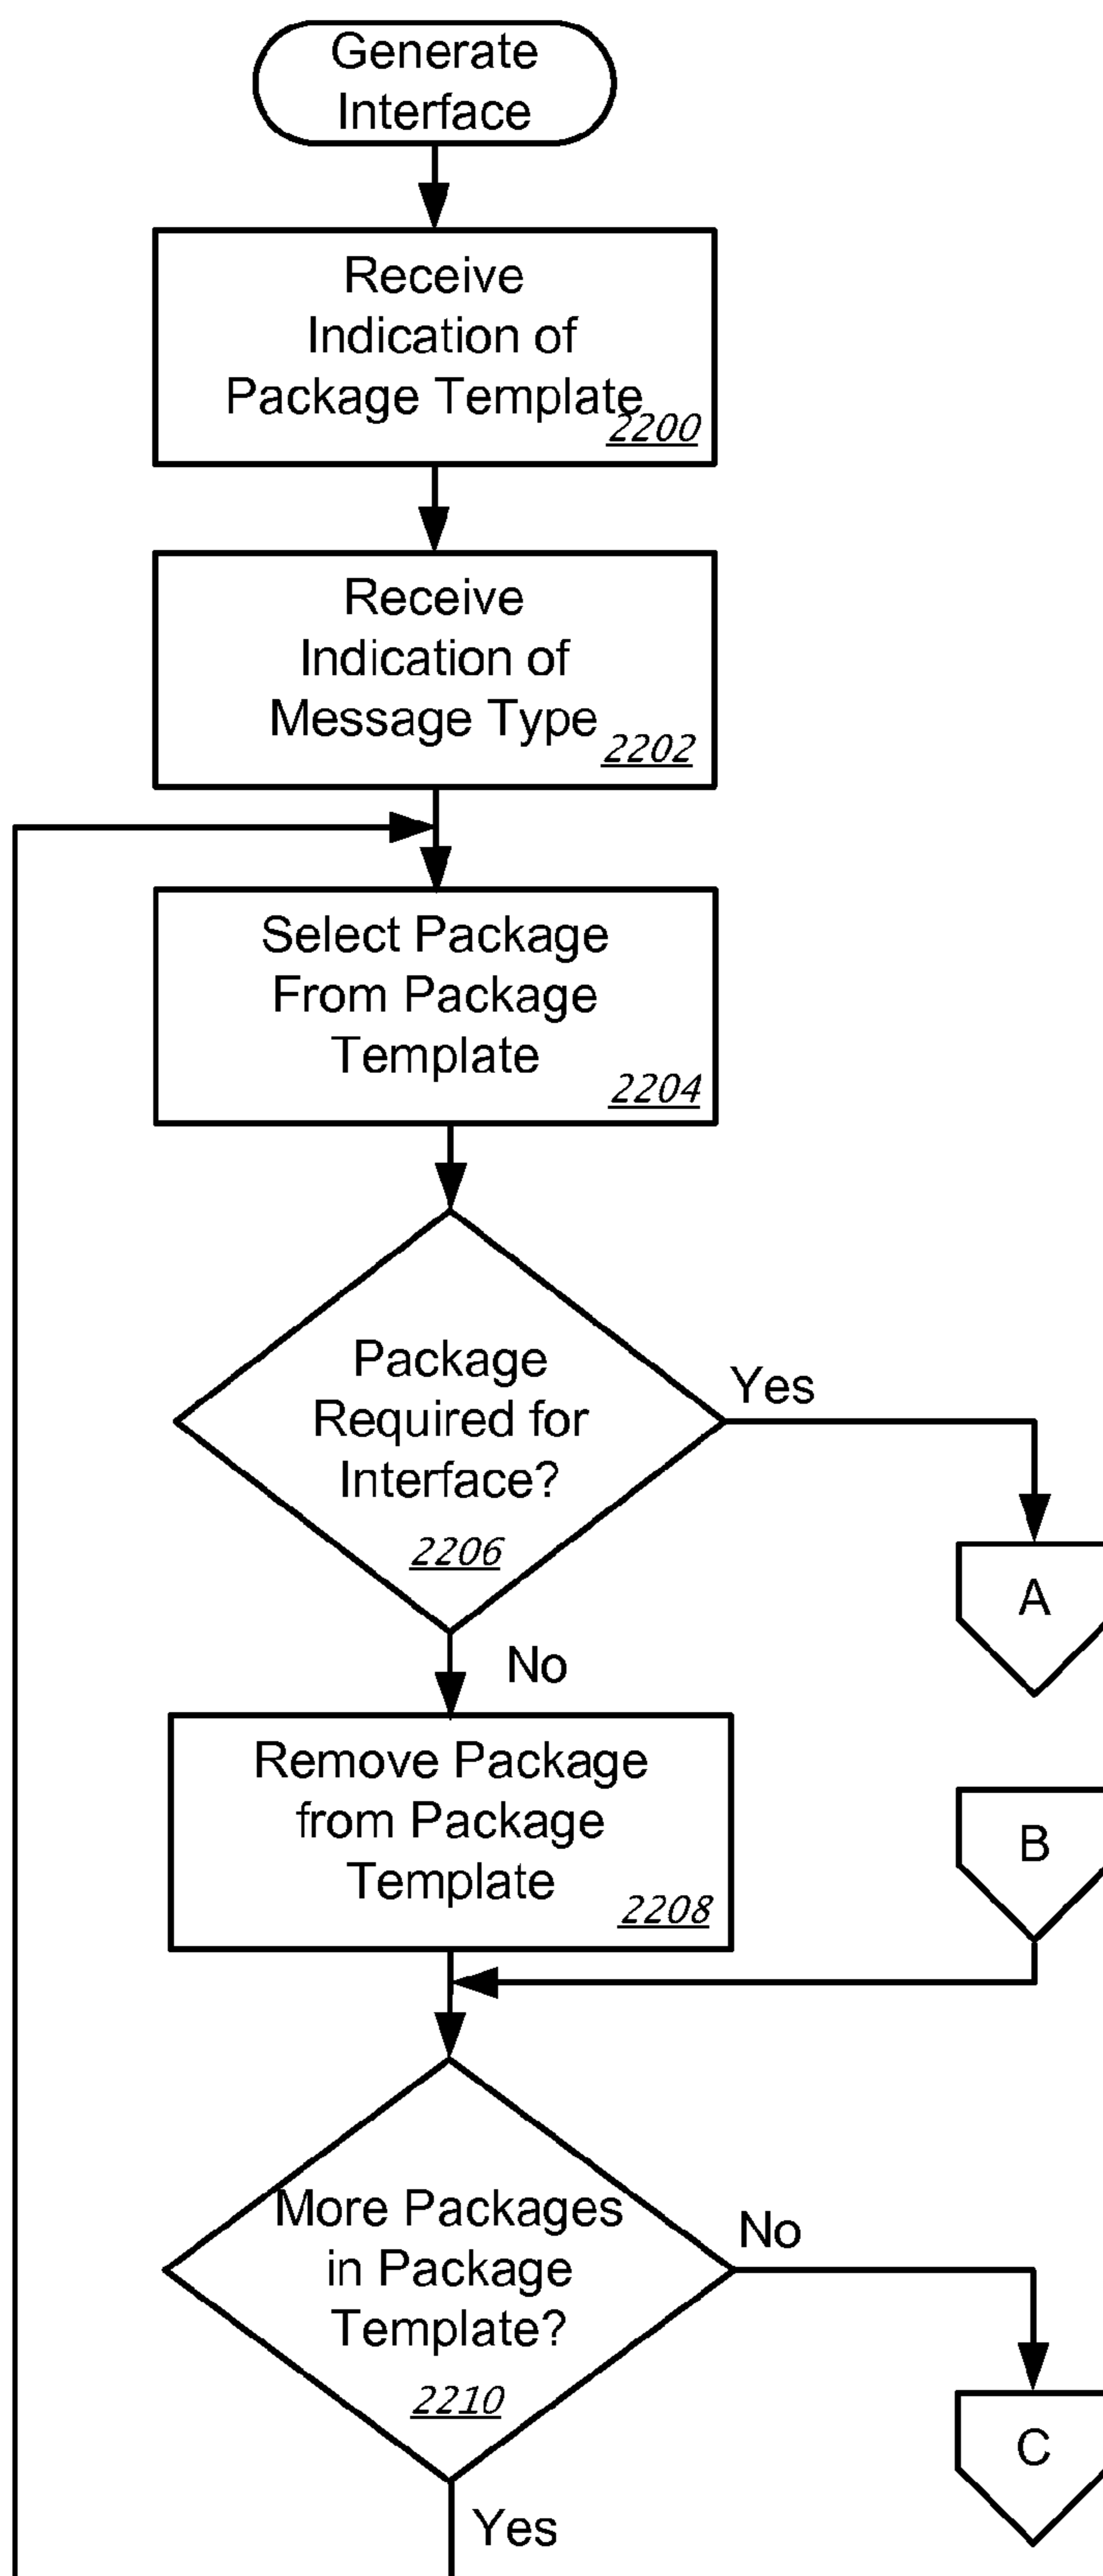 Generate
Interface
Receive
Indication of
Package Template
2200
Receive
Indication of
Message Type
2202
Select Package
From Package
Template
2204
Package
Required for
Interface?
2206
Yes
A
No
Remove Package
from Package
Template
2208
B
More Packages
in Package
Template?
2210
No
C
Yes